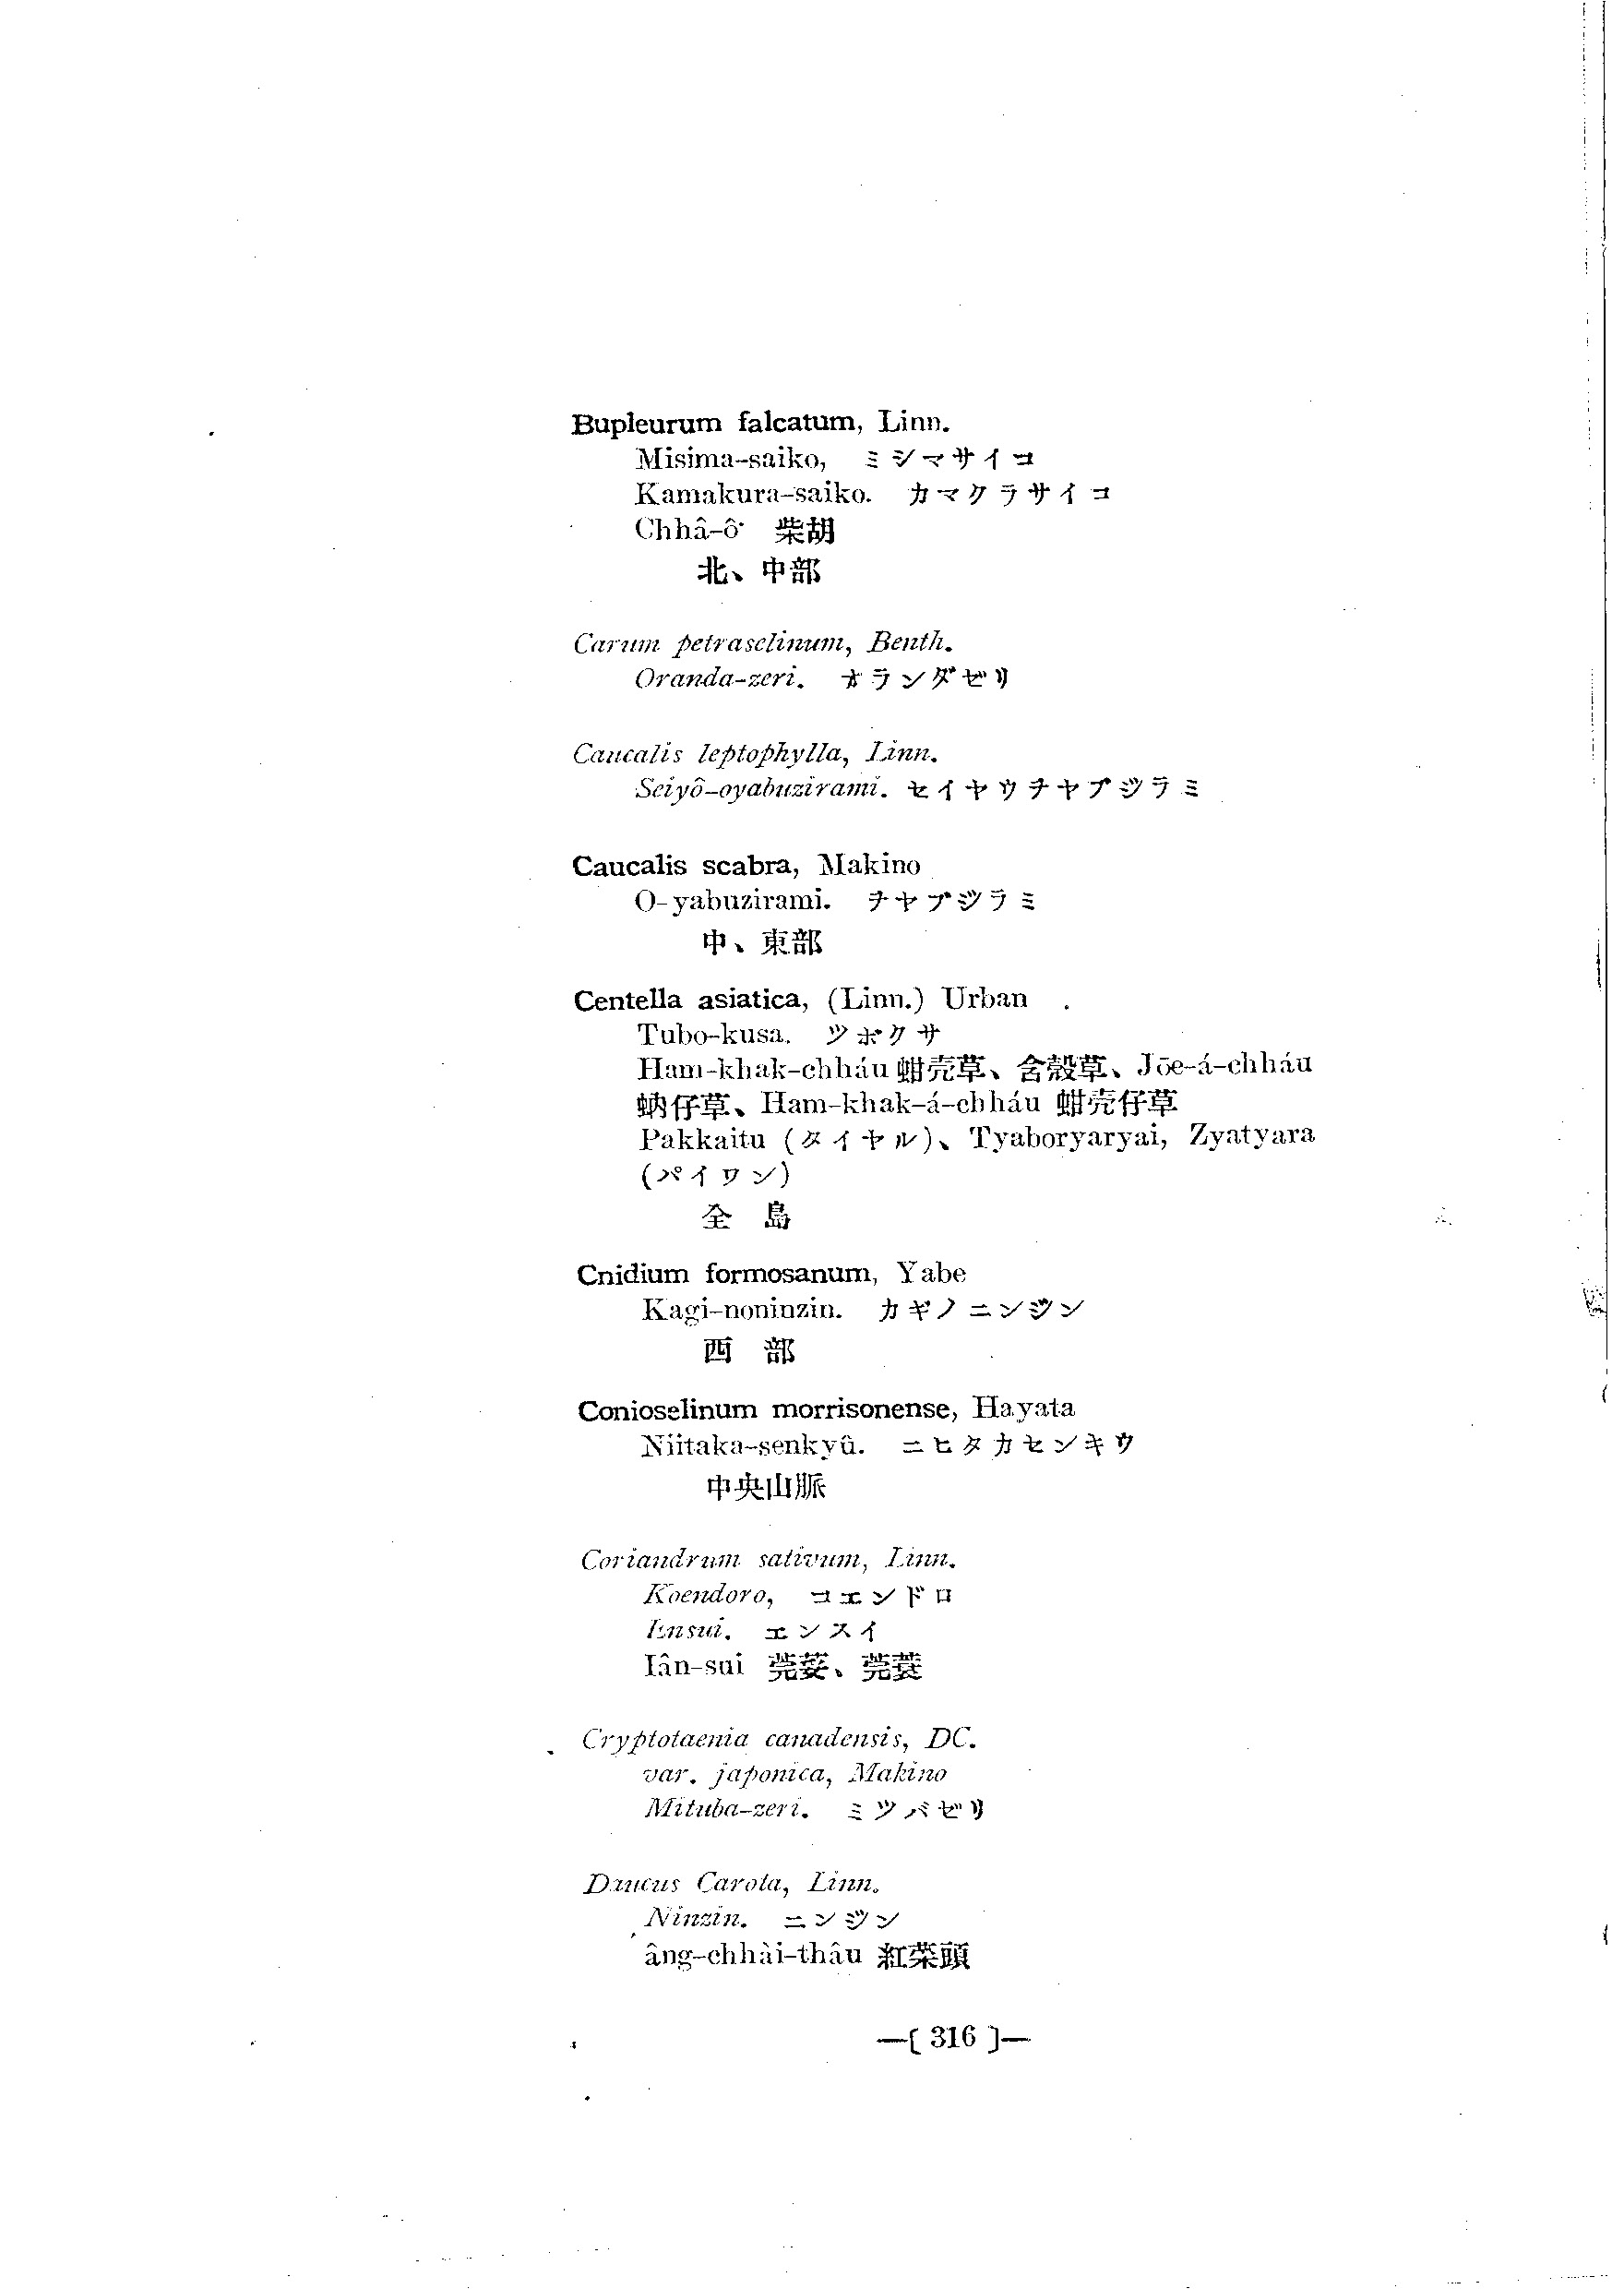 Bupleurum falcatum, Linn.
Misima-saiko, ミシマサイコ
Kamakura-saiko. カマクラサイコ
Chhâ-ô͘ 柴胡
北、中部
Carum petraselinum, Benth.
Oranda-zeri. オランダゼリ
Caucalis leptophylla, Linn.
Seiyô-oyabuzirami. セイヤウヲヤブジラミ
Caucalis scabra, Makino
O-yabuzirami. ヲヤブジラミ
中、東部
Centella asiatica, (Linn.) Urban
Tubo-kusa. ツボクサ
Ham-khak-chháu 蚶壳草、含殼草、Jōe-á-chháu
蚋仔草、Ham-khak-á-chháu 蚶壳仔草
Pakkaitu (タイヤル)、Tyaboryaryai, Zyatyara
(パイワン)
全 島
Cnidium formosanum, Yabe
Kagi-noninzin. カギノニンジン
西 部
Conioselinum morrisonense, Hayata
Niitaka-senkyû. ニヒタカセンキウ
中央山脈
Coriandrum sativum, Linn.
Koendoro, コエンドロ
Ensui. エンスイ
Iân-sui 莞荽、莞蓑
Cryptotaenia canadensis, DC.
var. japonica, Makino
Mituba-zeri. ミツバゼリ
Daucus Carota, Linn.
Ninzin. ニンジン
âng-chhài-thâu 紅菜頭
—( 316 )—